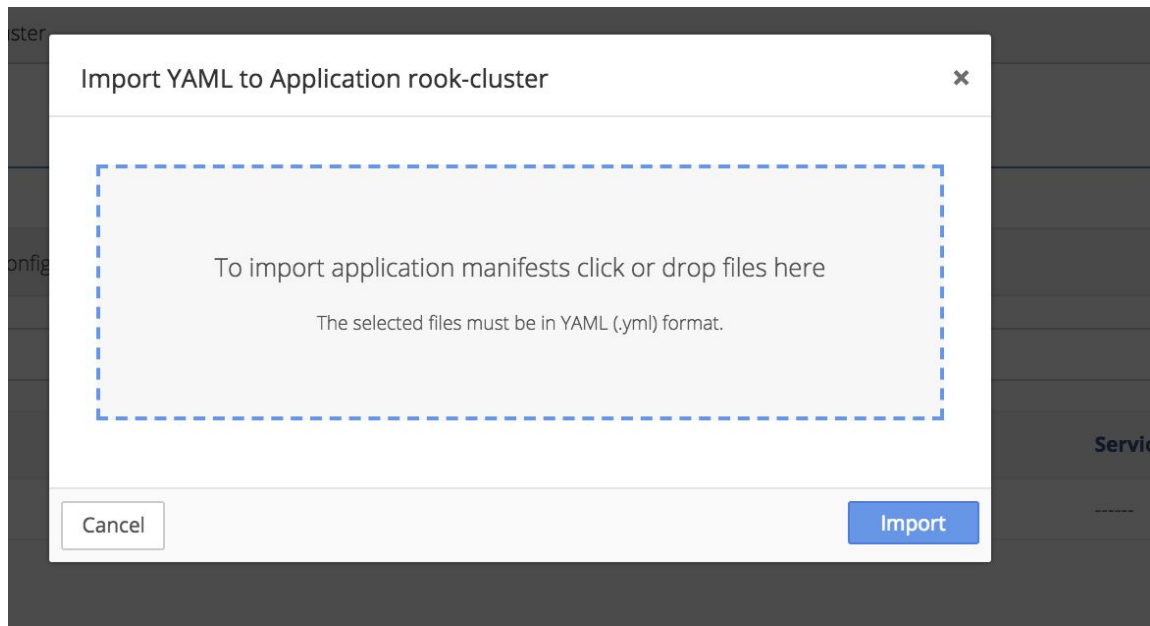 Import YAML to Application rook-cluster
×
To import application manifests click or drop files here
The selected files must be in YAML (.yml) format.
Cancel
Import
------